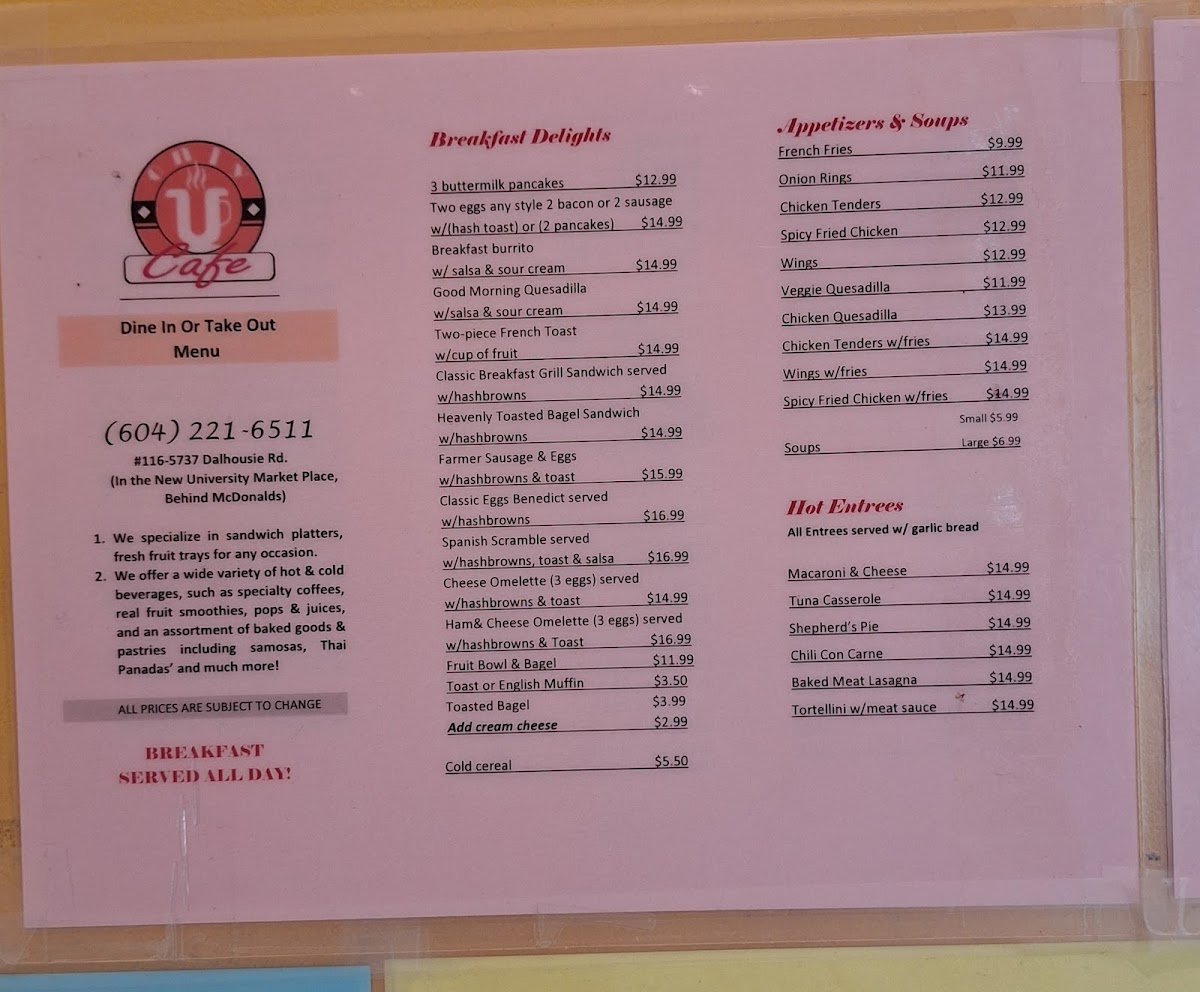 U
Cafe
Dine In Or Take Out
Menu
(604) 221-6511
#116-5737 Dalhousie Rd.
(In the New University Market Place,
Behind McDonalds)
1. We specialize in sandwich platters,
fresh fruit trays for any occasion.
2. We offer a wide variety of hot & cold
beverages, such as specialty coffees,
real fruit smoothies, pops & juices,
and an assortment of baked goods &
pastries including samosas, Thai
Panadas' and much more!
ALL PRICES ARE SUBJECT TO CHANGE
BREAKFAST
SERVED ALL DAY!
Breakfast Delights
3 buttermilk pancakes $12.99
Two eggs any style 2 bacon or 2 sausage
w/(hash toast) or (2 pancakes) $14.99
Breakfast burrito
w/ salsa & sour cream $14.99
Good Morning Quesadilla
w/salsa & sour cream $14.99
Two-piece French Toast
w/cup of fruit $14.99
Classic Breakfast Grill Sandwich served
w/hashbrowns $14.99
Heavenly Toasted Bagel Sandwich
w/hashbrowns $14.99
Farmer Sausage & Eggs
w/hashbrowns & toast $15.99
Classic Eggs Benedict served
w/hashbrowns $16.99
Spanish Scramble served
w/hashbrowns, toast & salsa $16.99
Cheese Omelette (3 eggs) served
w/hashbrowns & toast $14.99
Ham& Cheese Omelette (3 eggs) served
w/hashbrowns & Toast $16.99
Fruit Bowl & Bagel $11.99
Toast or English Muffin $3.50
Toasted Bagel $3.99
Add cream cheese $2.99
Cold cereal $5.50
Appetizers & Soups
French Fries $9.99
Onion Rings $11.99
Chicken Tenders $12.99
Spicy Fried Chicken $12.99
Wings $12.99
Veggie Quesadilla $11.99
Chicken Quesadilla $13.99
Chicken Tenders w/fries $14.99
Wings w/fries $14.99
Spicy Fried Chicken w/fries $14.99
Small $5.99
Soups Large $6.99
Hot Entrees
All Entrees served w/ garlic bread
Macaroni & Cheese $14.99
Tuna Casserole $14.99
Shepherd's Pie $14.99
Chili Con Carne $14.99
Baked Meat Lasagna $14.99
Tortellini w/meat sauce $14.99